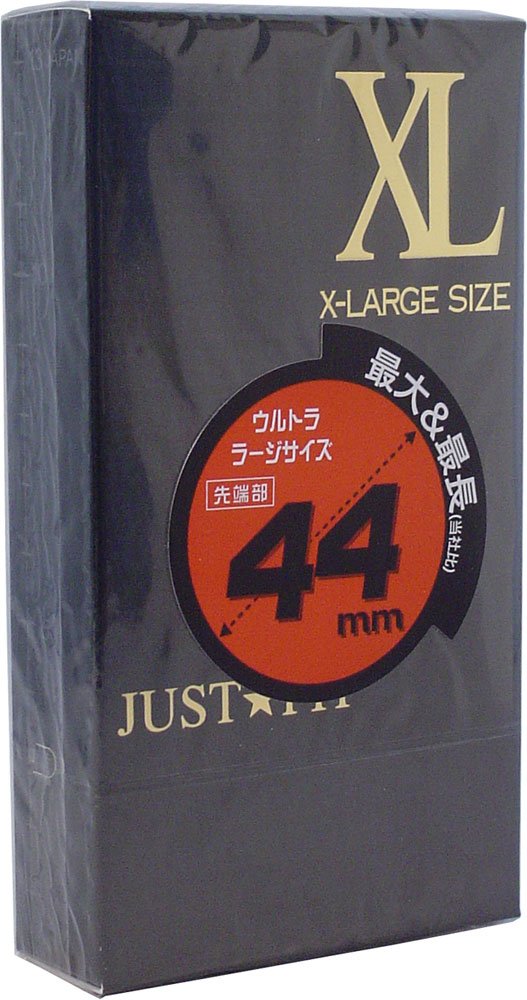 XL
X-LARGE SIZE
最大&最長(当社比)
ウルトラ
ラージサイズ
先端部
44
mm
JUST★FIT